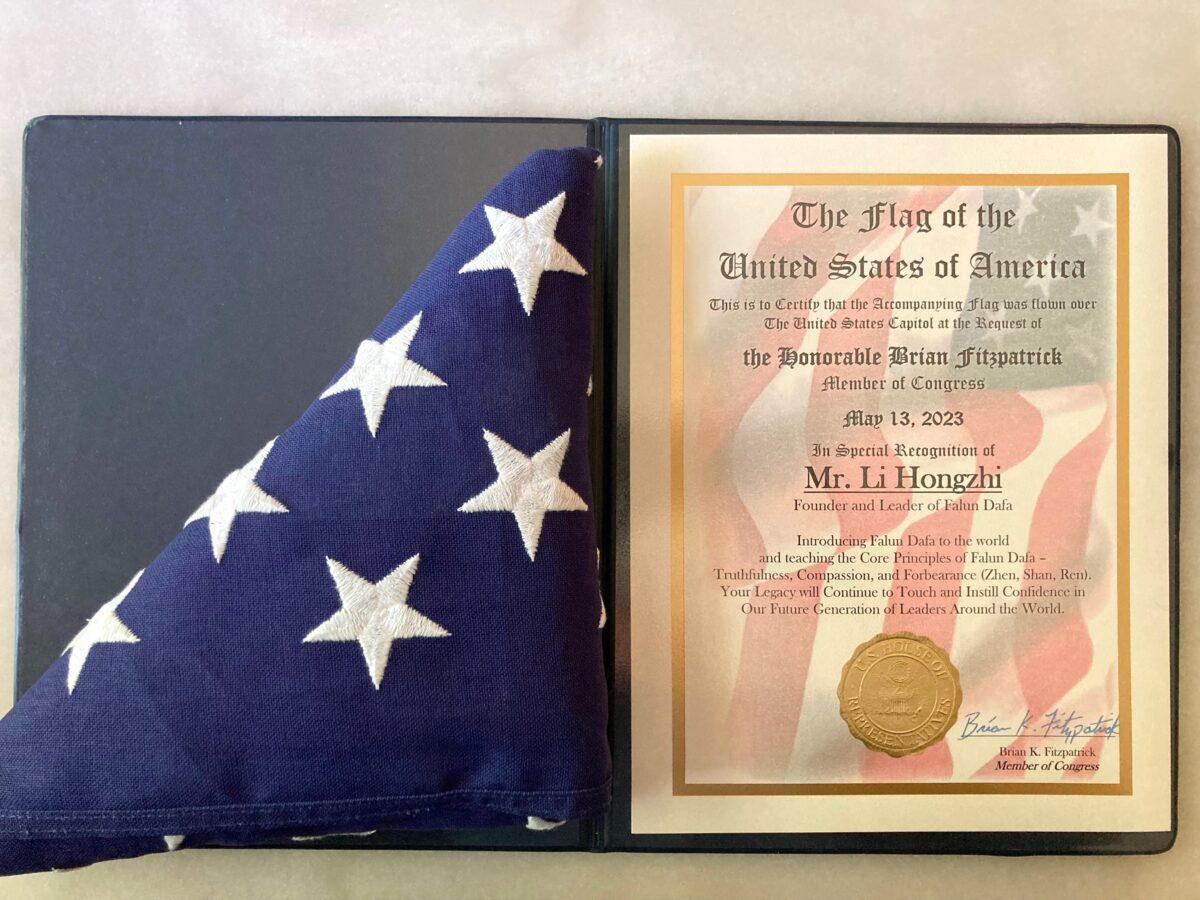 The Flag of the
United States of America
This is to Certify that the Accompanying Flag was flown over
The United States Capitol at the Request of
the Honorable Brian Fitzpatrick
Member of Congress
May 13, 2023
In Special Recognition of
Mr. Li Hongzhi
Founder and Leader of Falun Dafa
Introducing Falun Dafa to the world
and teaching the Core Principles of Falun Dafa –
Truthfulness, Compassion, and Forbearance (Zhen, Shan, Ren).
Your Legacy will Continue to Touch and Instill Confidence in
Our Future Generation of Leaders Around the World.
U.S. HOUSE OF
REPRESENTATIVES
Brian K. Fitzpatrick
Brian K. Fitzpatrick
Member of Congress